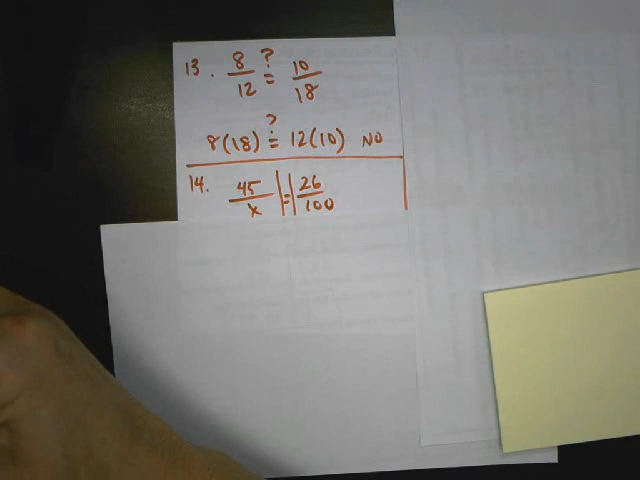 13. 8/12 ?= 10/18
8(18) ?= 12(10) NO
14. 45/x |=| 26/100